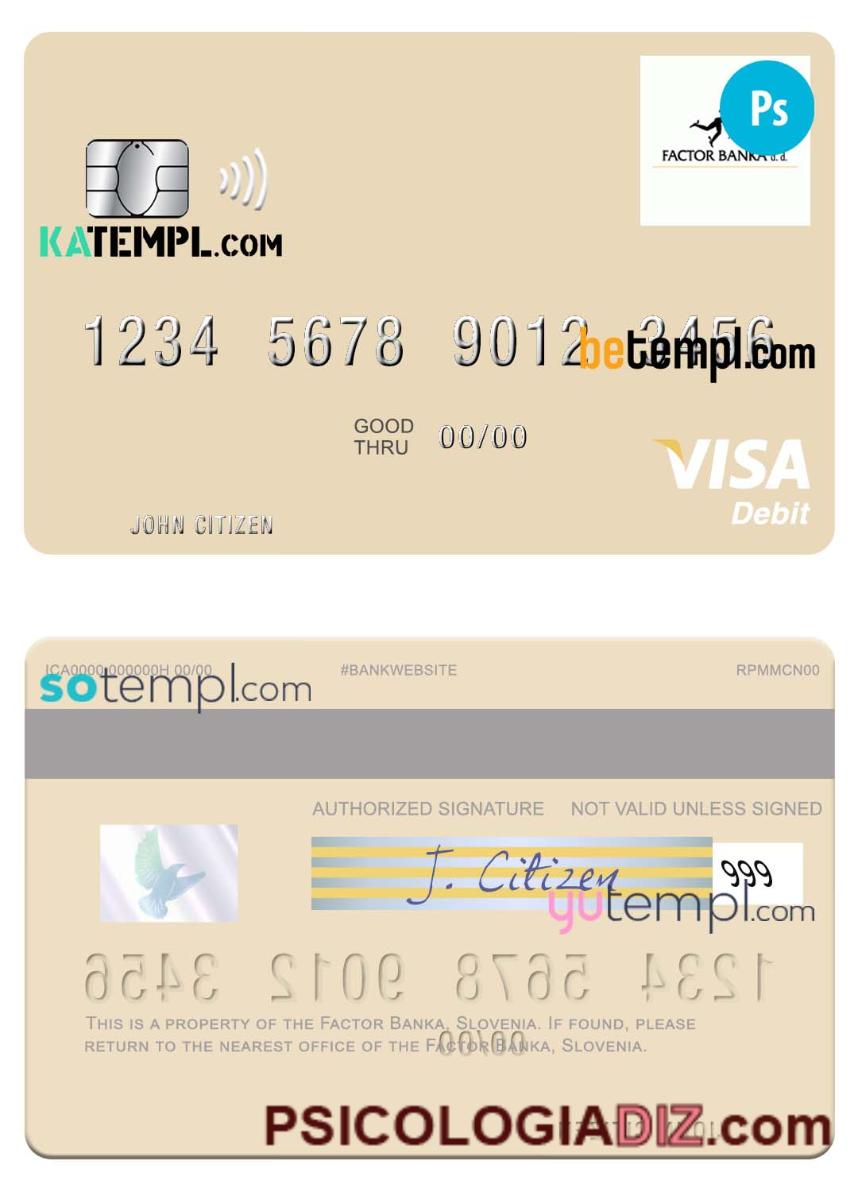 Ps
FACTOR BANKA d.d.
KATEMPL.COM
1234 5678 9012 3456
betempl.com
GOOD THRU 00/00
VISA
Debit
JOHN CITIZEN
ICA0000 000000H 00/00 #BANKWEBSITE RPMMCN00
sotempl.com
AUTHORIZED SIGNATURE NOT VALID UNLESS SIGNED
J. Citizen 999
yutempl.com
1234 5678 9012 3456
THIS IS A PROPERTY OF THE FACTOR BANKA, SLOVENIA. IF FOUND, PLEASE
RETURN TO THE NEAREST OFFICE OF THE FACTOR BANKA, SLOVENIA.
00/00
JOHN CITIZEN
PSICOLOGIADIZ.com